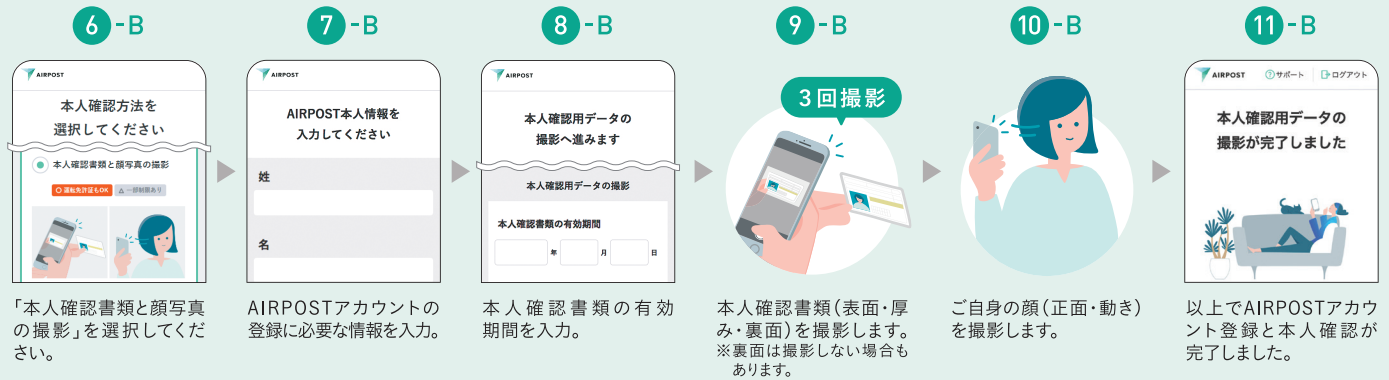 6-B
AIRPOST
本人確認方法を
選択してください
本人確認書類と顔写真の撮影
運転免許証もOK
一部制限あり
「本人確認書類と顔写真
の撮影」を選択してくだ
さい。
7-B
AIRPOST
AIRPOST本人情報を
入力してください
姓
名
AIRPOSTアカウントの
登録に必要な情報を入力。
8-B
AIRPOST
本人確認用データの
撮影へ進みます
本人確認用データの撮影
本人確認書類の有効期間
年 月 日
本人確認書類の有効
期間を入力。
9-B
3回撮影
本人確認書類（表面・厚
み・裏面）を撮影します。
※裏面は撮影しない場合も
あります。
10-B
ご自身の顔（正面・動き）
を撮影します。
11-B
AIRPOST ?サポート ログアウト
本人確認用データの
撮影が完了しました
以上でAIRPOSTアカウ
ント登録と本人確認が
完了しました。